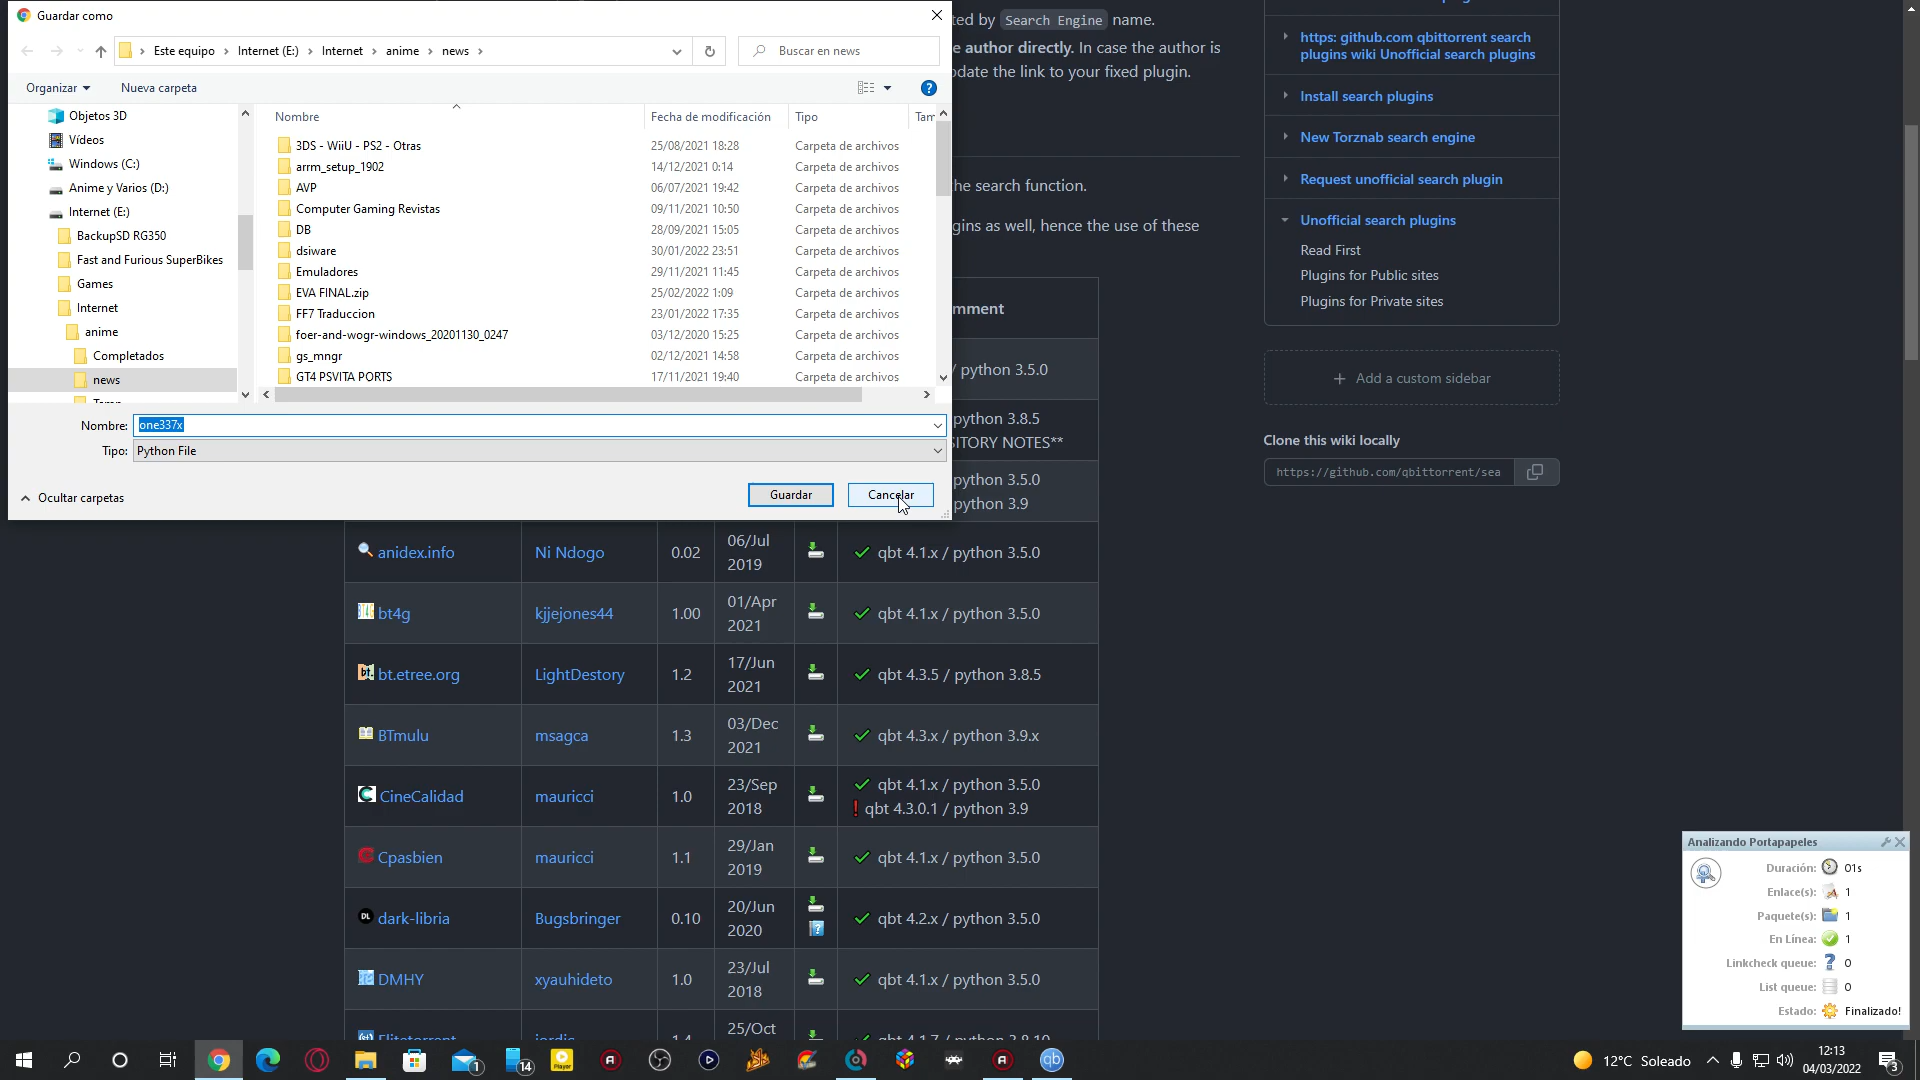 Guardar como
Este equipo > Internet (E:) > Internet > anime > news >
Buscar en news
Organizar
Nueva carpeta
Objetos 3D
Vídeos
Windows (C:)
Anime y Varios (D:)
Internet (E:)
BackupSD RG350
Fast and Furious SuperBikes
Games
Internet
anime
Completados
news
Nombre Fecha de modificación Tipo Tam
3DS - WiiU - PS2 - Otras 25/08/2021 18:28 Carpeta de archivos
arrm_setup_1902 14/12/2021 0:14 Carpeta de archivos
AVP 06/07/2021 19:42 Carpeta de archivos
Computer Gaming Revistas 09/11/2021 10:50 Carpeta de archivos
DB 28/09/2021 15:05 Carpeta de archivos
dsiware 30/01/2022 23:51 Carpeta de archivos
Emuladores 29/11/2021 11:45 Carpeta de archivos
EVA FINAL.zip 25/02/2022 1:09 Carpeta de archivos
FF7 Traduccion 23/01/2022 17:35 Carpeta de archivos
foer-and-wogr-windows_20201130_0247 03/12/2020 15:25 Carpeta de archivos
gs_mngr 02/12/2021 14:58 Carpeta de archivos
GT4 PSVITA PORTS 17/11/2021 19:40 Carpeta de archivos
Nombre: one337x
Tipo: Python File
Ocultar carpetas
Guardar
Cancelar
ted by Search Engine name.
e author directly. In case the author is
pdate the link to your fixed plugin.
he search function.
gins as well, hence the use of these
mment
/ python 3.5.0
python 3.8.5
ITORY NOTES**
python 3.5.0
python 3.9
anidex.info Ni Ndogo 0.02 06/Jul 2019 qbt 4.1.x / python 3.5.0
bt4g kjjejones44 1.00 01/Apr 2021 qbt 4.1.x / python 3.5.0
bt.etree.org LightDestory 1.2 17/Jun 2021 qbt 4.3.5 / python 3.8.5
BTmulu msagca 1.3 03/Dec 2021 qbt 4.3.x / python 3.9.x
CineCalidad mauricci 1.0 23/Sep 2018 qbt 4.1.x / python 3.5.0
! qbt 4.3.0.1 / python 3.9
Cpasbien mauricci 1.1 29/Jan 2019 qbt 4.1.x / python 3.5.0
DL dark-libria Bugsbringer 0.10 20/Jun 2020 qbt 4.2.x / python 3.5.0
DMHY xyauhideto 1.0 23/Jul 2018 qbt 4.1.x / python 3.5.0
25/Oct
https: github.com qbittorrent search
plugins wiki Unofficial search plugins
Install search plugins
New Torznab search engine
Request unofficial search plugin
Unofficial search plugins
Read First
Plugins for Public sites
Plugins for Private sites
+ Add a custom sidebar
Clone this wiki locally
https://github.com/qbittorrent/sea
Analizando Portapapeles
Duración: 01s
Enlace(s): 1
Paquete(s): 1
En Línea: 1
Linkcheck queue: 0
List queue: 0
Estado: Finalizado!
1
14
Player
qb
12°C Soleado
12:13
04/03/2022
3